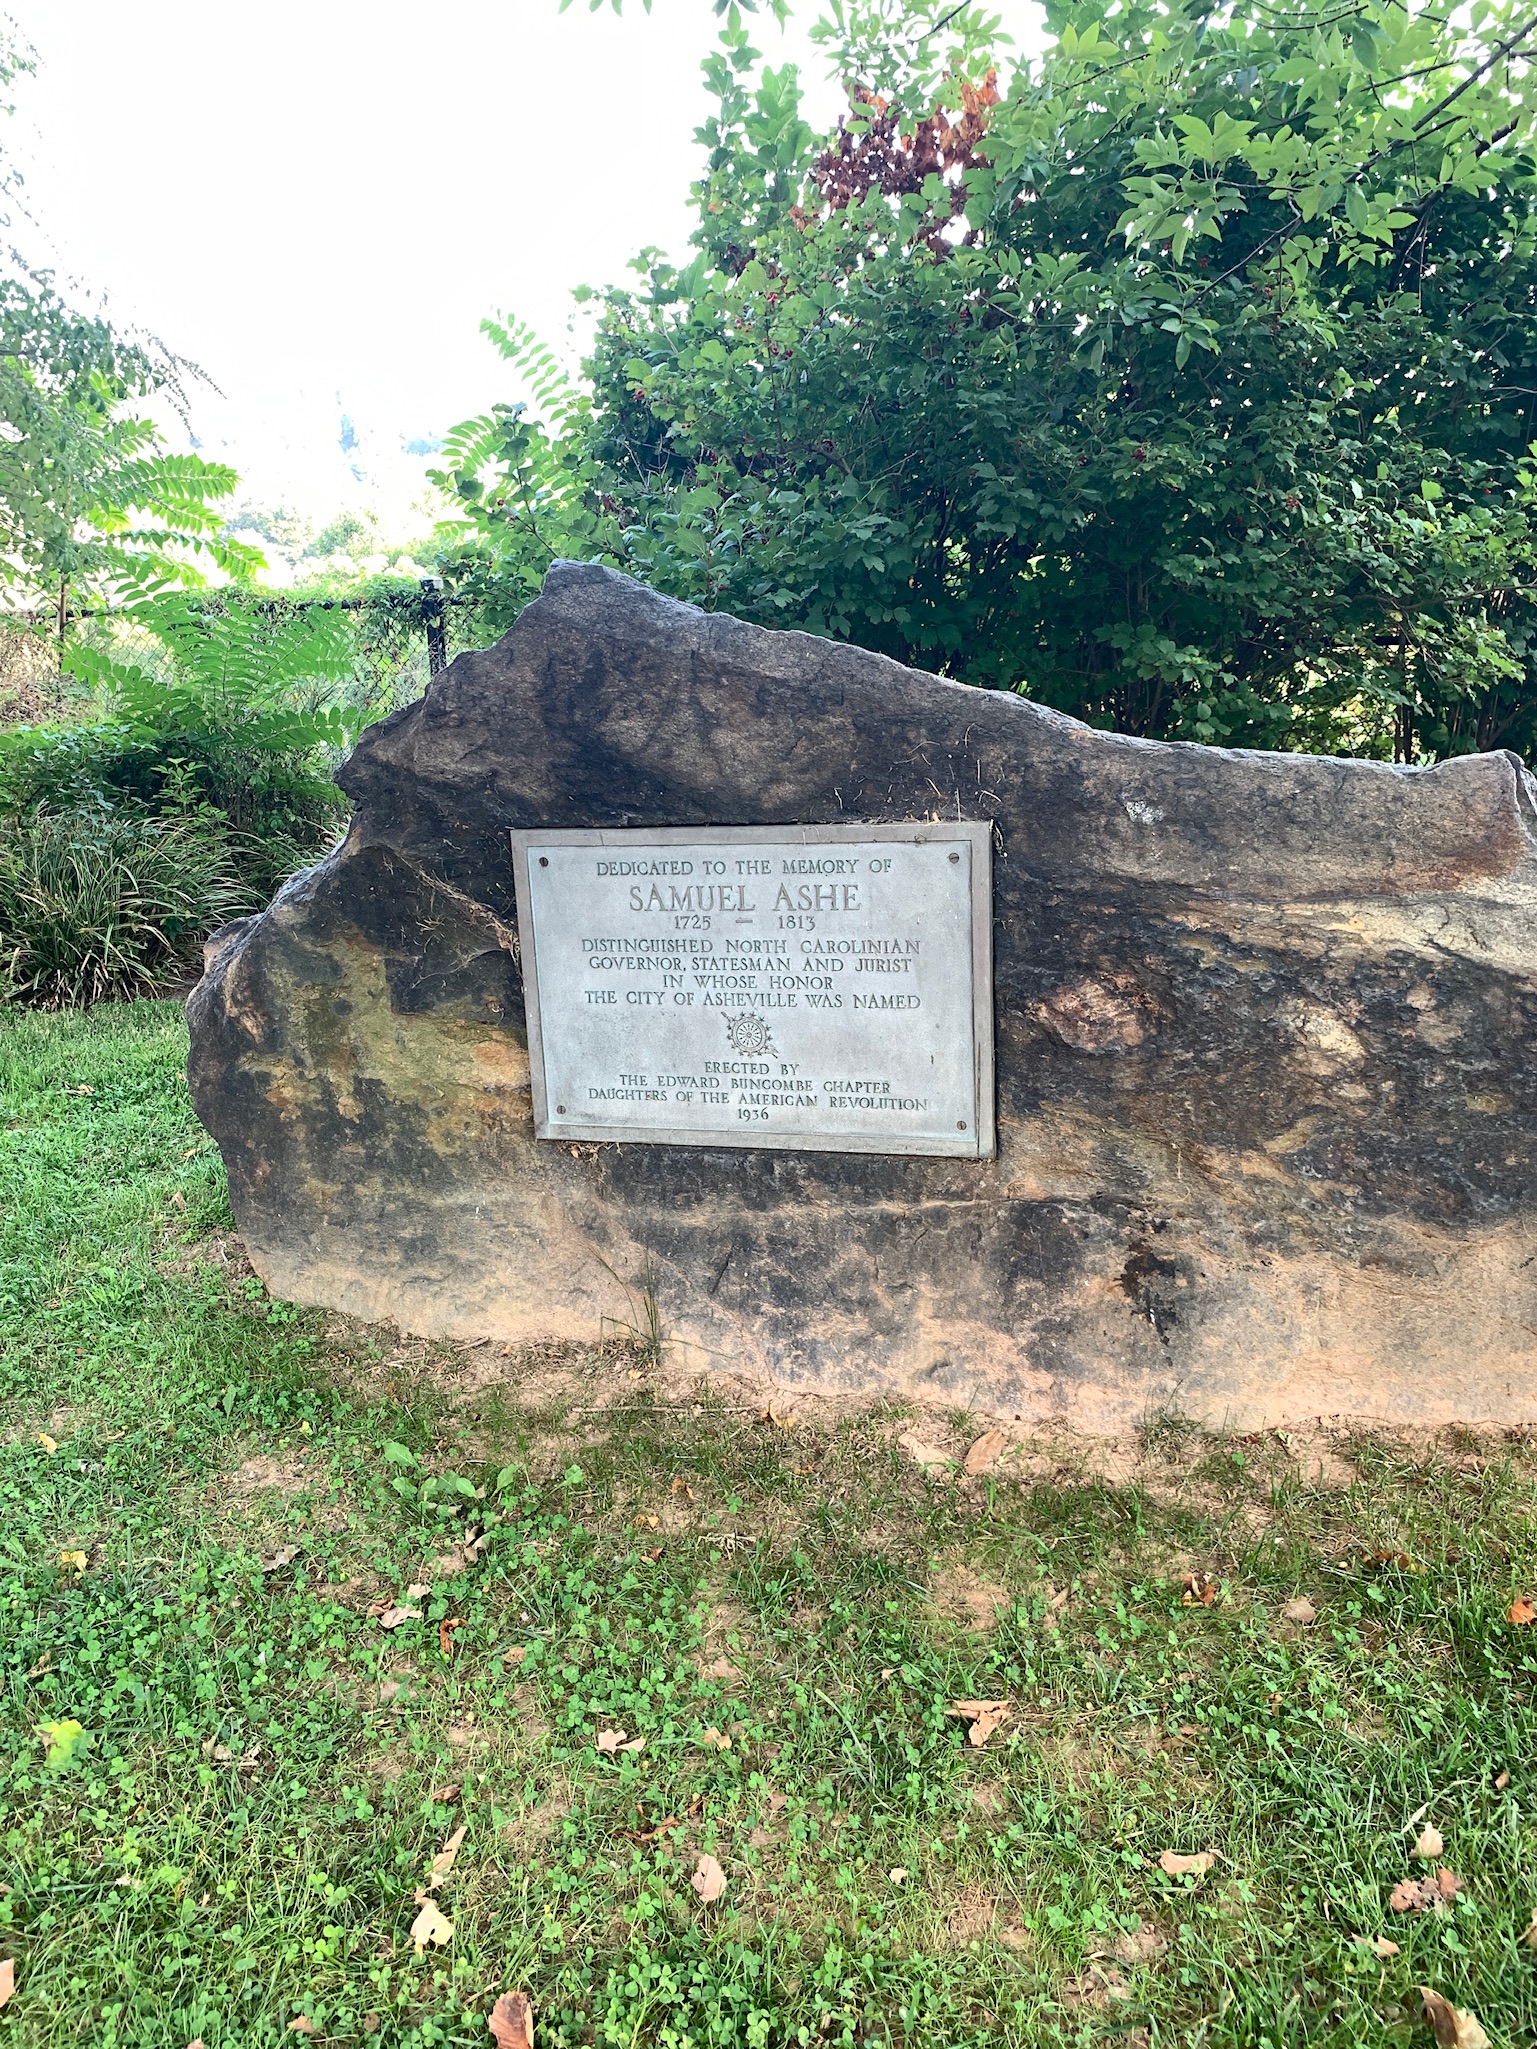 DEDICATED TO THE MEMORY OF
SAMUEL ASHE
1725 — 1813
DISTINGUISHED NORTH CAROLINIAN
GOVERNOR, STATESMAN AND JURIST
IN WHOSE HONOR
THE CITY OF ASHEVILLE WAS NAMED
ERECTED BY
THE EDWARD BUNCOMBE CHAPTER
DAUGHTERS OF THE AMERICAN REVOLUTION
1936